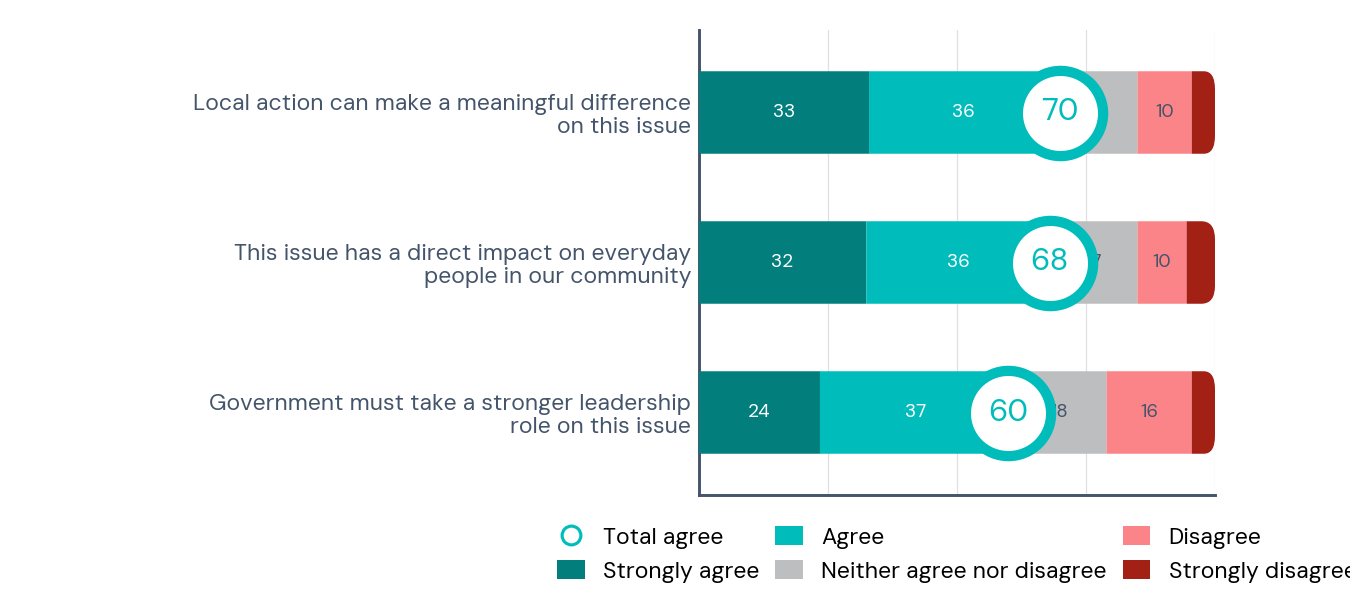 Local action can make a meaningful difference
on this issue
33 36 70 10
This issue has a direct impact on everyday
people in our community
32 36 68 10
Government must take a stronger leadership
role on this issue
24 37 60 8 16
Total agree Agree Disagree
Strongly agree Neither agree nor disagree Strongly disagree